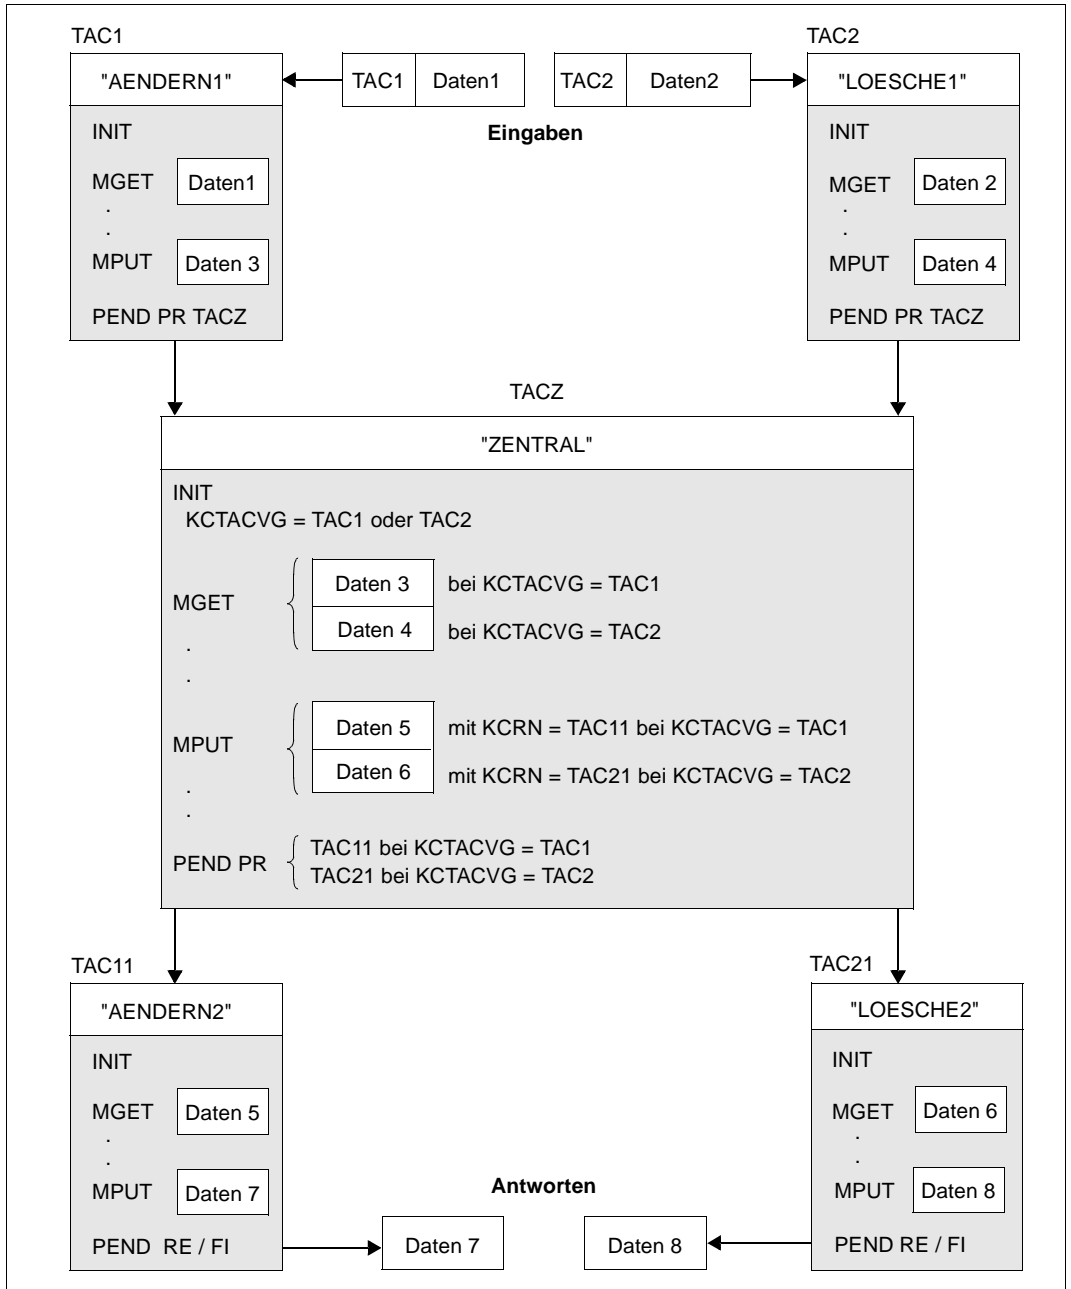 TAC1
TAC2
"AENDERN1"
TAC1 Daten1
TAC2 Daten2
"LOESCHE1"
Eingaben
INIT
MGET Daten1
.
.
MPUT Daten 3
PEND PR TACZ
INIT
MGET Daten 2
.
.
MPUT Daten 4
PEND PR TACZ
TACZ
"ZENTRAL"
INIT
KCTACVG = TAC1 oder TAC2
MGET
Daten 3 bei KCTACVG = TAC1
Daten 4 bei KCTACVG = TAC2
.
.
MPUT
Daten 5 mit KCRN = TAC11 bei KCTACVG = TAC1
Daten 6 mit KCRN = TAC21 bei KCTACVG = TAC2
.
.
PEND PR
TAC11 bei KCTACVG = TAC1
TAC21 bei KCTACVG = TAC2
TAC11
"AENDERN2"
INIT
MGET Daten 5
.
.
MPUT Daten 7
PEND RE / FI
TAC21
"LOESCHE2"
INIT
MGET Daten 6
.
.
MPUT Daten 8
PEND RE / FI
Antworten
Daten 7
Daten 8